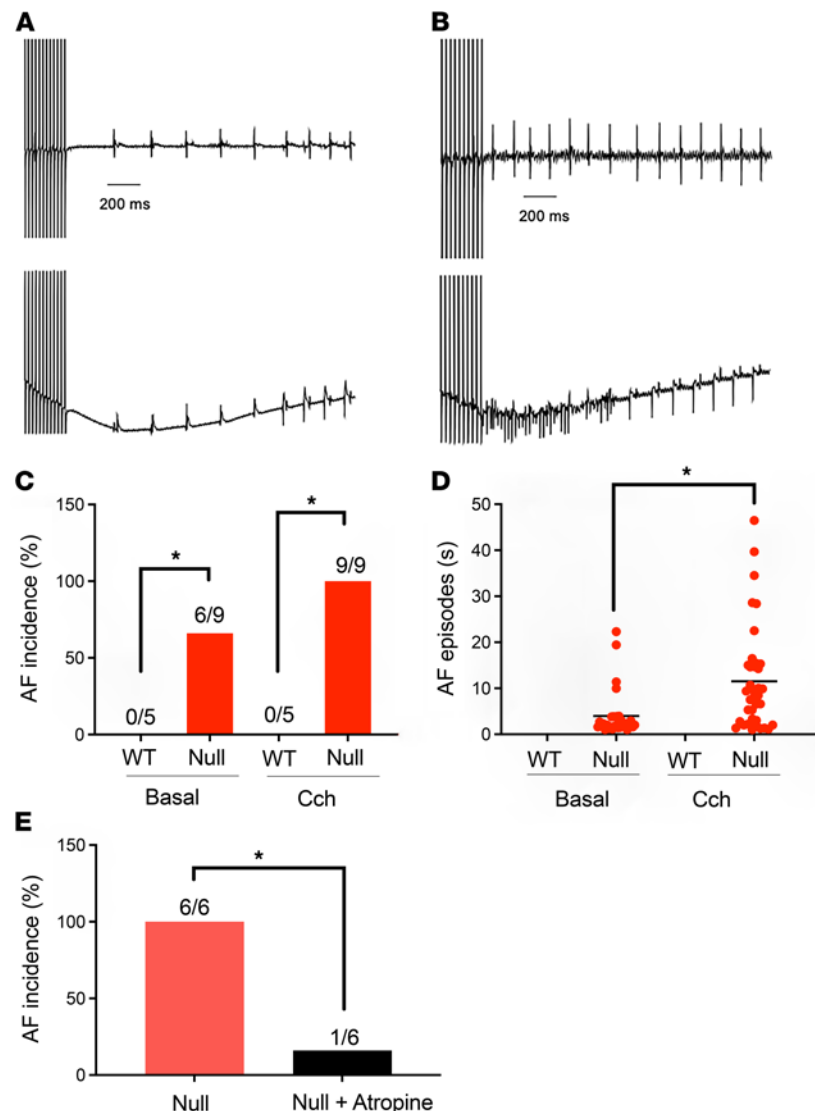 A
B
200 ms
200 ms
C
AF incidence (%)
150
100
50
0
*
*
0/5
6/9
0/5
9/9
WT
Null
WT
Null
Basal
Cch
D
AF episodes (s)
50
40
30
20
10
0
*
WT
Null
WT
Null
Basal
Cch
E
AF incidence (%)
150
100
50
0
*
6/6
1/6
Null
Null + Atropine